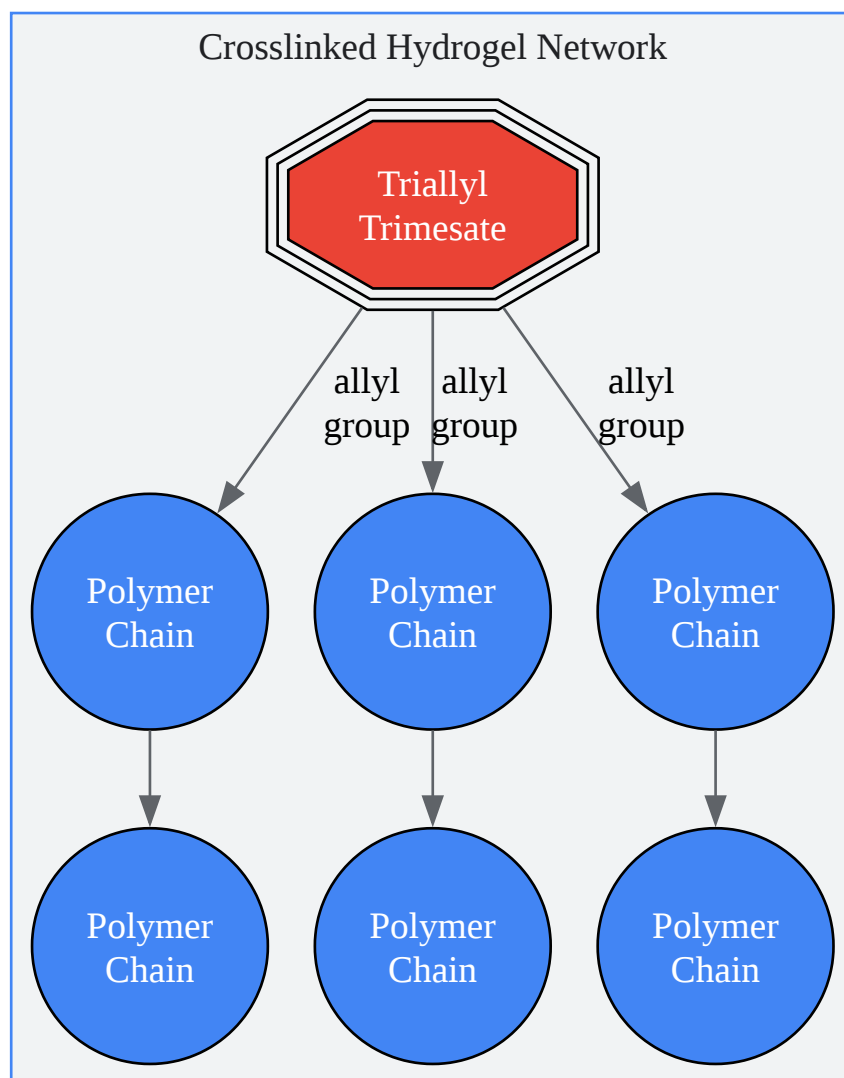 Crosslinked Hydrogel Network
Triallyl
Trimesate
allyl
group
allyl
group
allyl
group
Polymer
Chain
Polymer
Chain
Polymer
Chain
Polymer
Chain
Polymer
Chain
Polymer
Chain